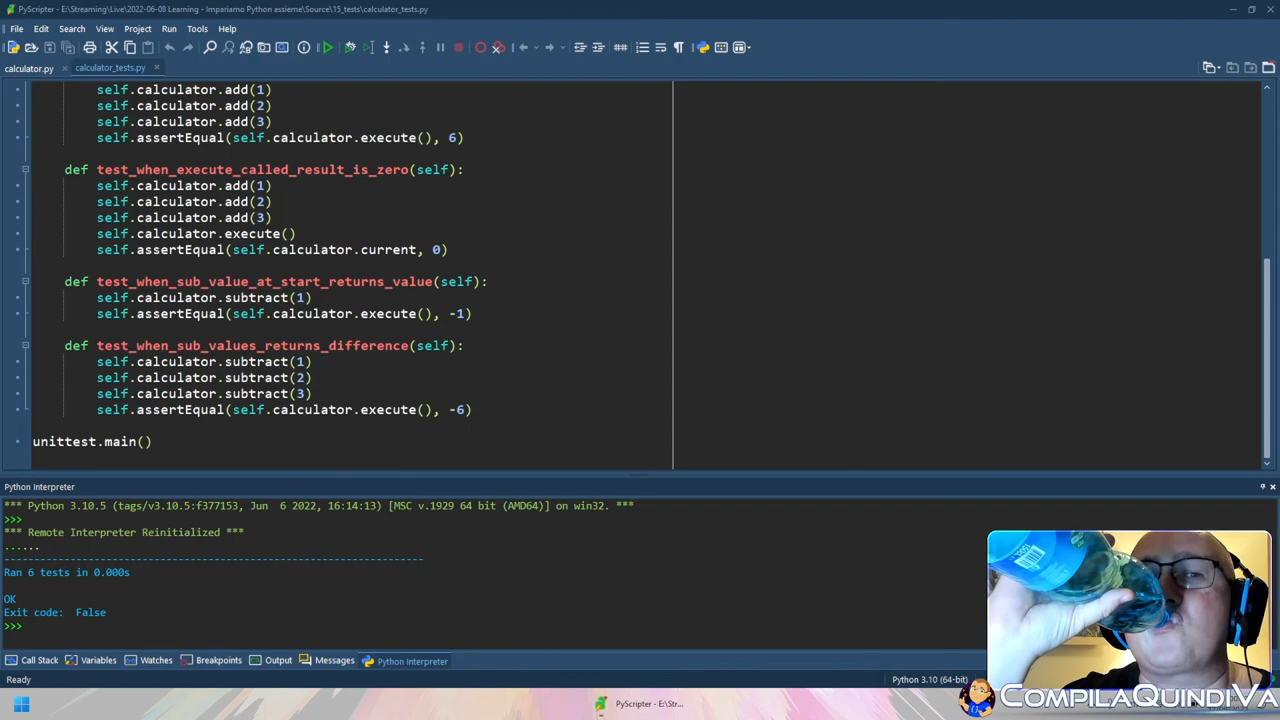 PyScripter - E:\Streaming\Live\2022-06-08 Learning - Impariamo Python assieme\Source\15_tests\calculator_tests.py
File Edit Search View Project Run Tools Help
calculator.py × calculator_tests.py ×
self.calculator.add(1)
self.calculator.add(2)
self.calculator.add(3)
self.assertEqual(self.calculator.execute(), 6)
def test_when_execute_called_result_is_zero(self):
self.calculator.add(1)
self.calculator.add(2)
self.calculator.add(3)
self.calculator.execute()
self.assertEqual(self.calculator.current, 0)
def test_when_sub_value_at_start_returns_value(self):
self.calculator.subtract(1)
self.assertEqual(self.calculator.execute(), -1)
def test_when_sub_values_returns_difference(self):
self.calculator.subtract(1)
self.calculator.subtract(2)
self.calculator.subtract(3)
self.assertEqual(self.calculator.execute(), -6)
unittest.main()
Python Interpreter
*** Python 3.10.5 (tags/v3.10.5:f377153, Jun  6 2022, 16:14:13) [MSC v.1929 64 bit (AMD64)] on win32. ***
>>>
*** Remote Interpreter Reinitialized ***
......
----------------------------------------------------------------------
Ran 6 tests in 0.000s
OK
Exit code:  False
>>>
Call Stack Variables Watches Breakpoints Output Messages Python Interpreter
Ready Python 3.10 (64-bit)
PyScripter - E:\Stre...
COMPILAQUINDIVA